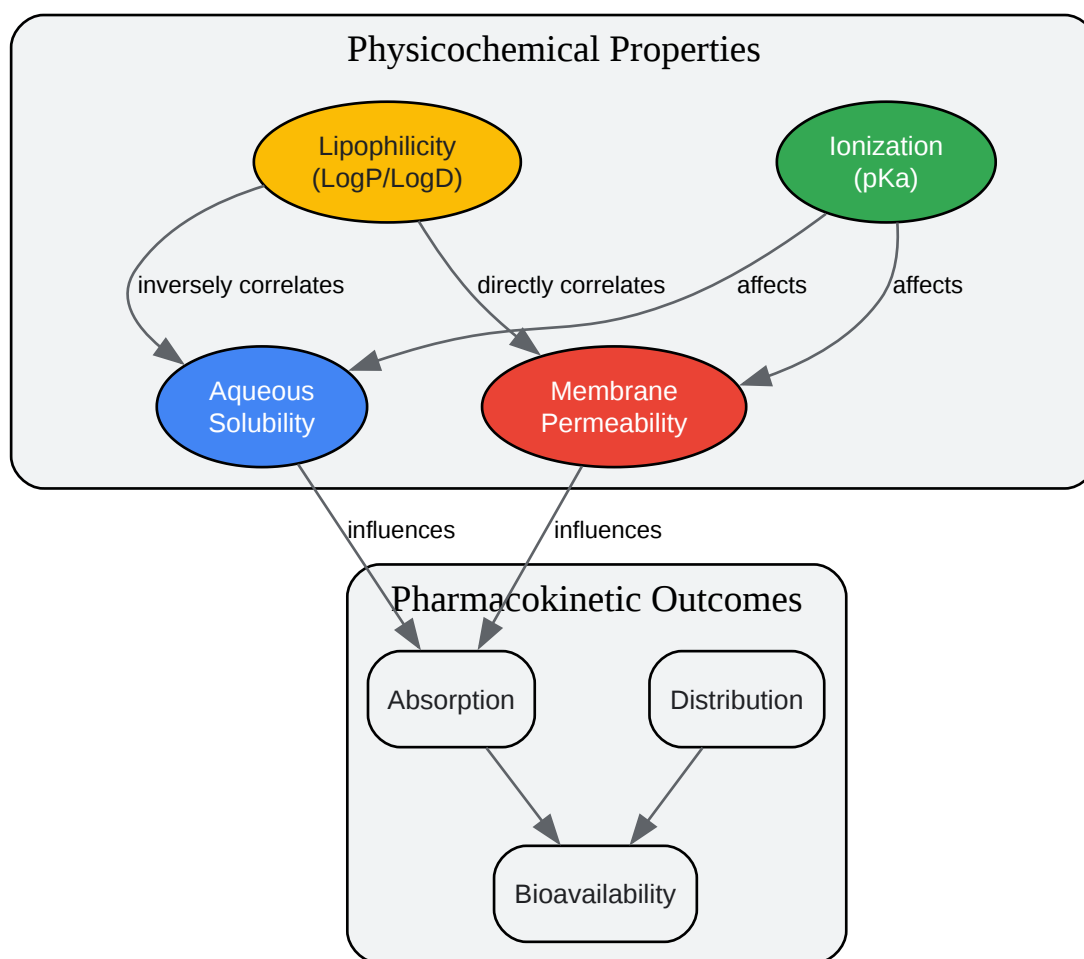 Physicochemical Properties
Lipophilicity
(LogP/LogD)
Ionization
(pKa)
inversely correlates
directly correlates
affects
affects
Aqueous
Solubility
Membrane
Permeability
influences
influences
Pharmacokinetic Outcomes
Absorption
Distribution
Bioavailability